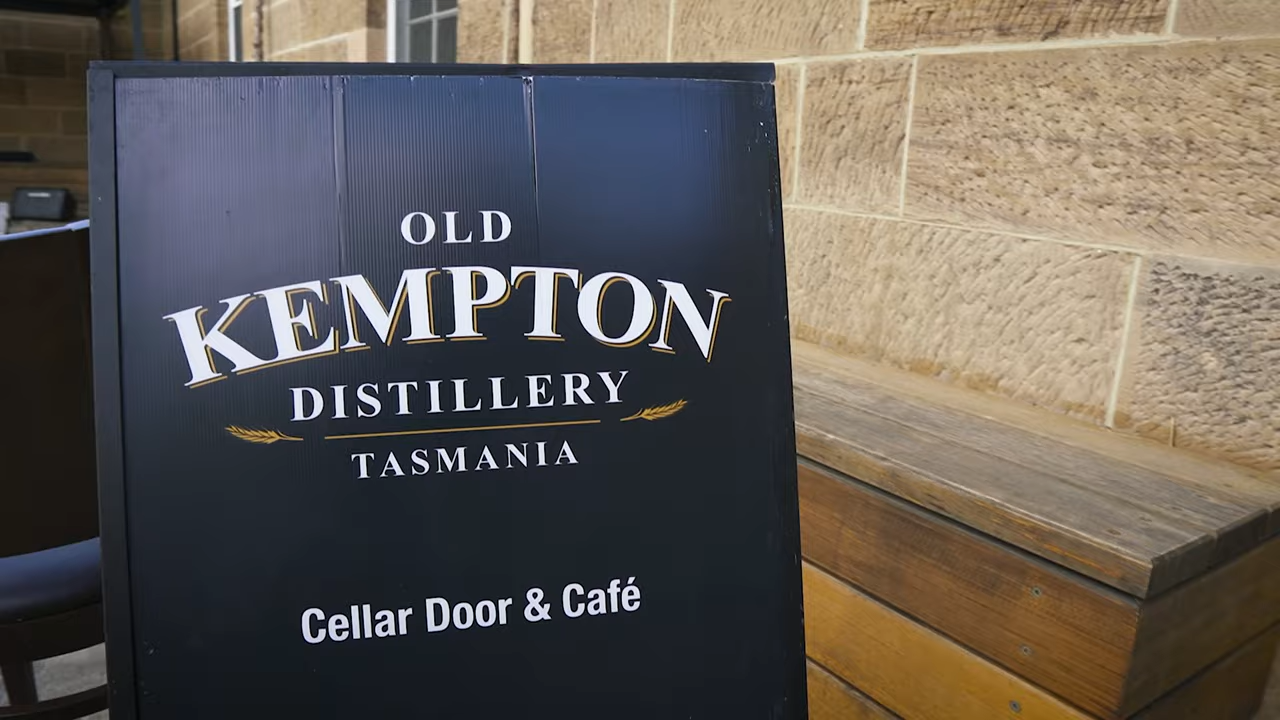 OLD
KEMPTON
DISTILLERY
TASMANIA
Cellar Door & Café